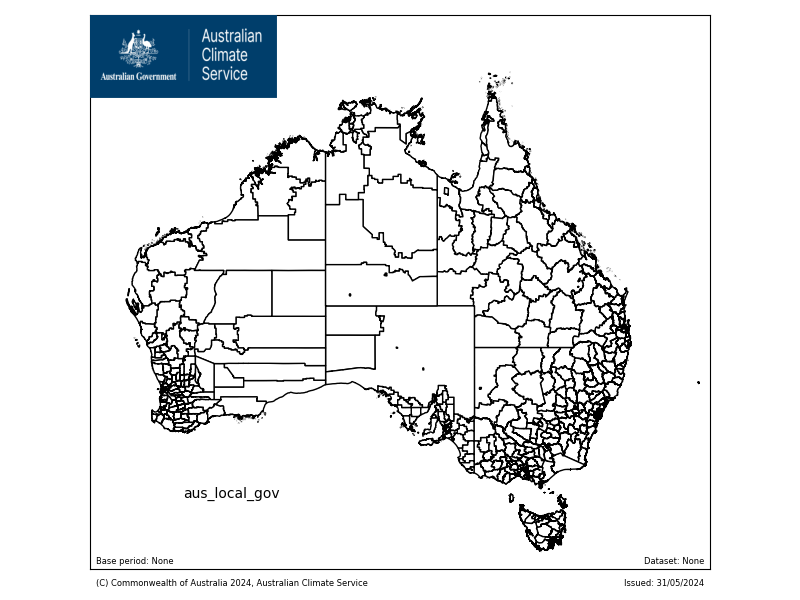 Australian
Climate
Service
Australian Government
aus_local_gov
Base period: None
Dataset: None
(C) Commonwealth of Australia 2024, Australian Climate Service
Issued: 31/05/2024